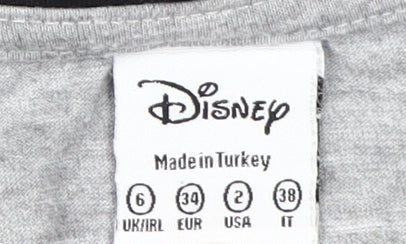 Disney
Made in Turkey
6 34 2 38
UK/IRL EUR USA IT